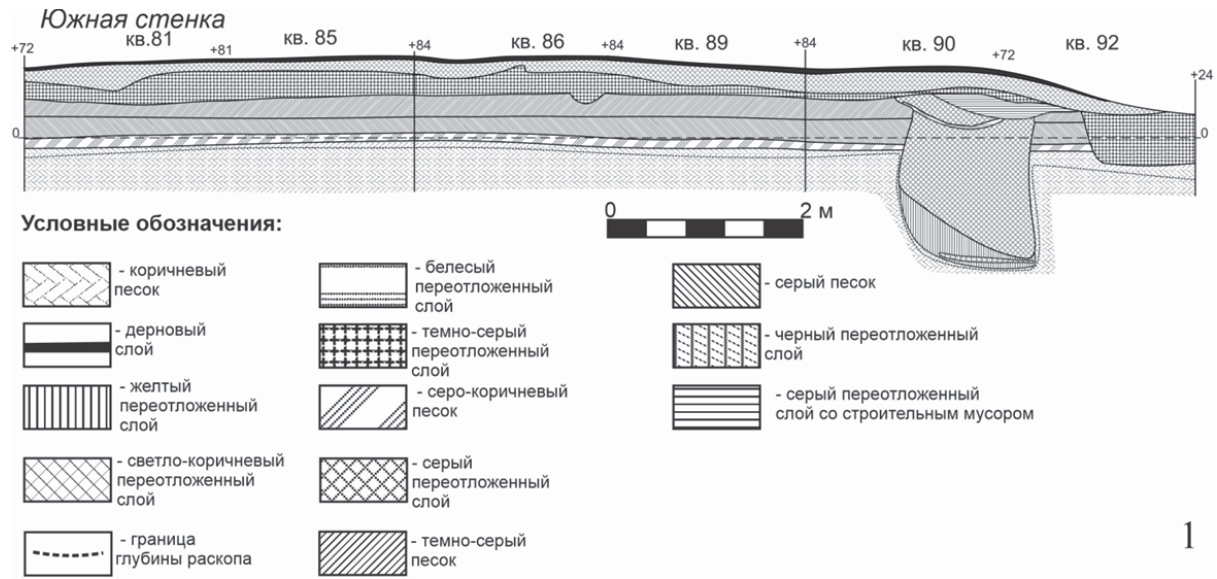 Южная стенка
+72 кв.81 +81 кв. 85 +84 кв. 86 +84 кв. 89 +84 кв. 90 +72 кв. 92 +24
0 0
Условные обозначения:
0 2 м
- коричневый
песок
- дерновый
слой
- желтый
переотложенный
слой
- светло-коричневый
переотложенный
слой
- граница
глубины раскопа
- белесый
переотложенный
слой
- темно-серый
переотложенный
слой
- серо-коричневый
песок
- серый
переотложенный
слой
- темно-серый
песок
- серый песок
- черный переотложенный
слой
- серый переотложенный
слой со строительным мусором
1